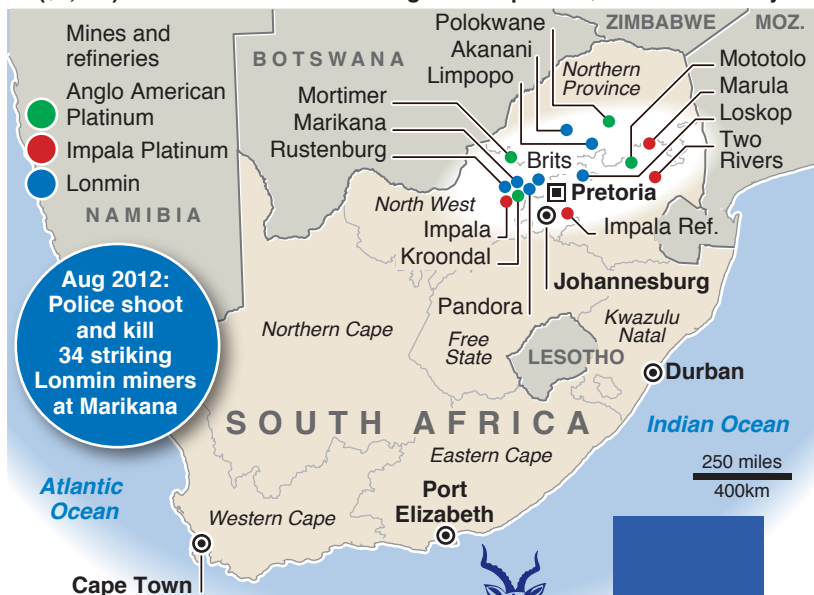 Mines and
refineries
Anglo American
Platinum
Impala Platinum
Lonmin
BOTSWANA
ZIMBABWE
MOZ.
NAMIBIA
Polokwane
Akanani
Limpopo
Mortimer
Marikana
Rustenburg
Northern
Province
Mototolo
Marula
Loskop
Two
Rivers
Brits
Pretoria
North West
Impala
Kroondal
Impala Ref.
Johannesburg
Pandora
Aug 2012:
Police shoot
and kill
34 striking
Lonmin miners
at Marikana
Northern Cape
Free
State
Kwazulu
Natal
LESOTHO
Durban
SOUTH AFRICA
Indian Ocean
Eastern Cape
250 miles
400km
Atlantic
Ocean
Western Cape
Port
Elizabeth
Cape Town